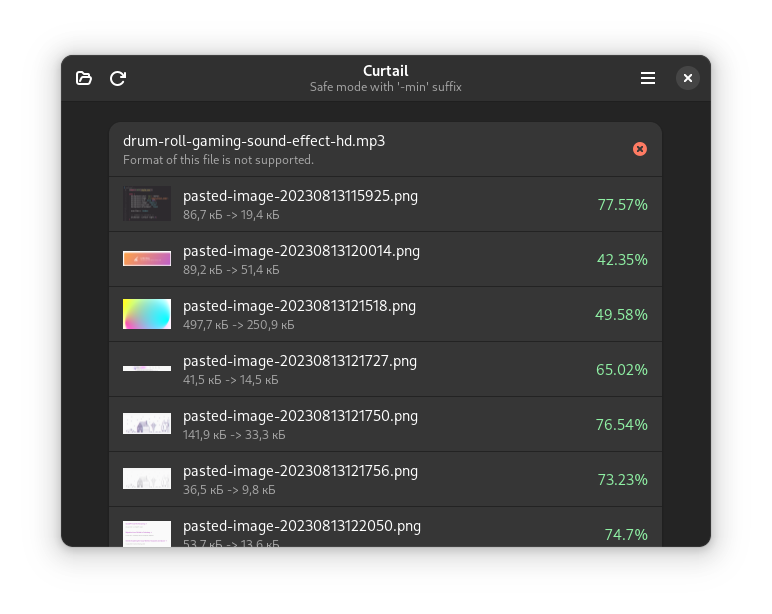 Curtail
Safe mode with '-min' suffix
drum-roll-gaming-sound-effect-hd.mp3
Format of this file is not supported.
pasted-image-20230813115925.png
86,7 кБ -> 19,4 кБ
77.57%
pasted-image-20230813120014.png
89,2 кБ -> 51,4 кБ
42.35%
pasted-image-20230813121518.png
497,7 кБ -> 250,9 кБ
49.58%
pasted-image-20230813121727.png
41,5 кБ -> 14,5 кБ
65.02%
pasted-image-20230813121750.png
141,9 кБ -> 33,3 кБ
76.54%
pasted-image-20230813121756.png
36,5 кБ -> 9,8 кБ
73.23%
pasted-image-20230813122050.png
53,7 кБ -> 13,6 кБ
74.7%